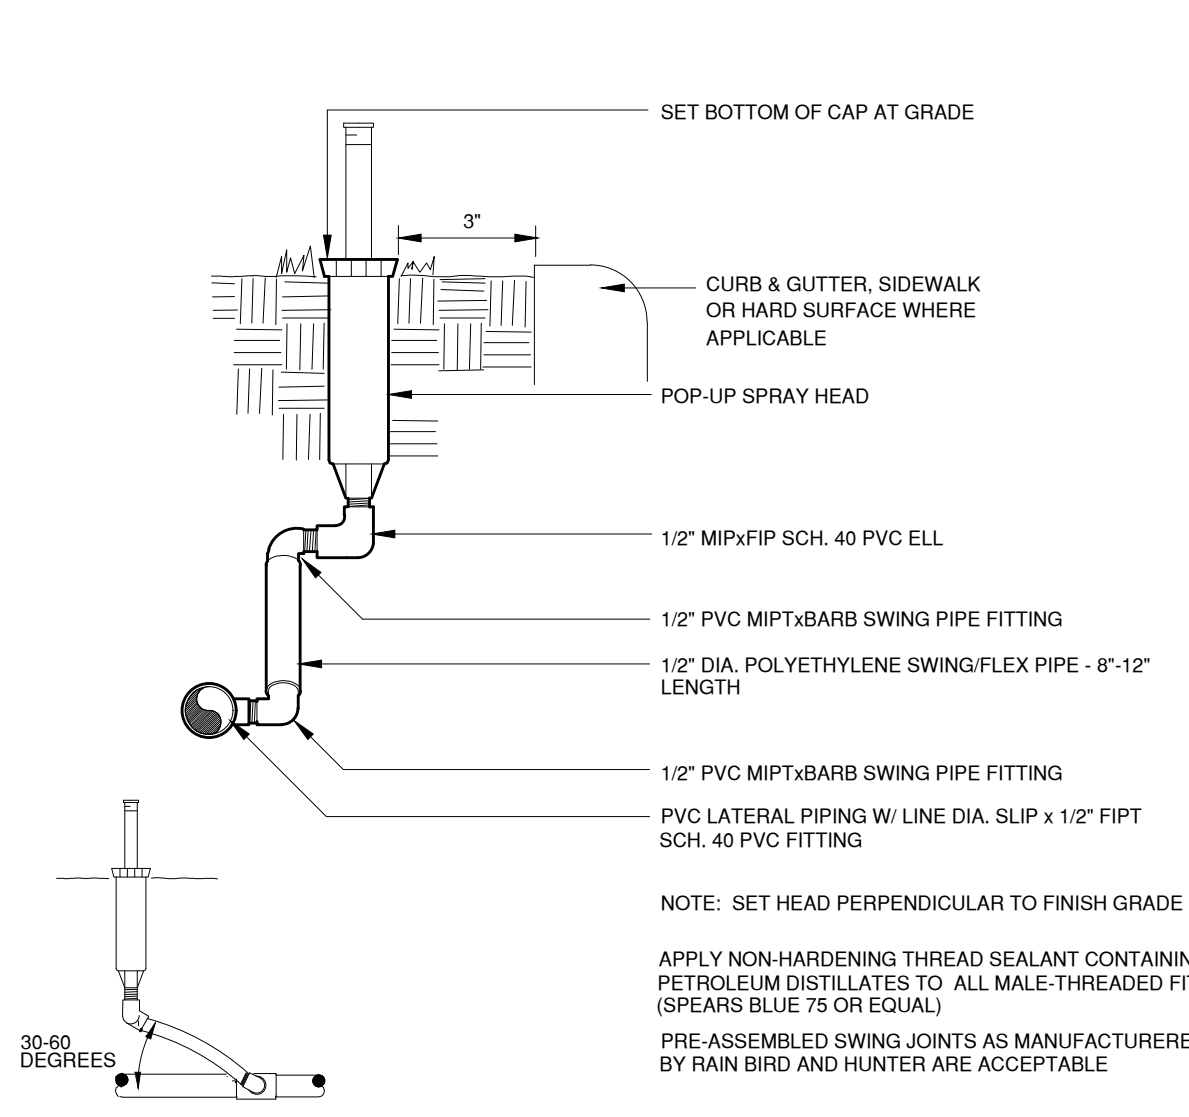 SET BOTTOM OF CAP AT GRADE
3"
CURB & GUTTER, SIDEWALK
OR HARD SURFACE WHERE
APPLICABLE
POP-UP SPRAY HEAD
1/2" MIPxFIP SCH. 40 PVC ELL
1/2" PVC MIPTxBARB SWING PIPE FITTING
1/2" DIA. POLYETHYLENE SWING/FLEX PIPE - 8"-12"
LENGTH
1/2" PVC MIPTxBARB SWING PIPE FITTING
PVC LATERAL PIPING W/ LINE DIA. SLIP x 1/2" FIPT
SCH. 40 PVC FITTING
NOTE: SET HEAD PERPENDICULAR TO FINISH GRADE
APPLY NON-HARDENING THREAD SEALANT CONTAININ
PETROLEUM DISTILLATES TO ALL MALE-THREADED FI
(SPEARS BLUE 75 OR EQUAL)
PRE-ASSEMBLED SWING JOINTS AS MANUFACTURERE
BY RAIN BIRD AND HUNTER ARE ACCEPTABLE
30-60
DEGREES